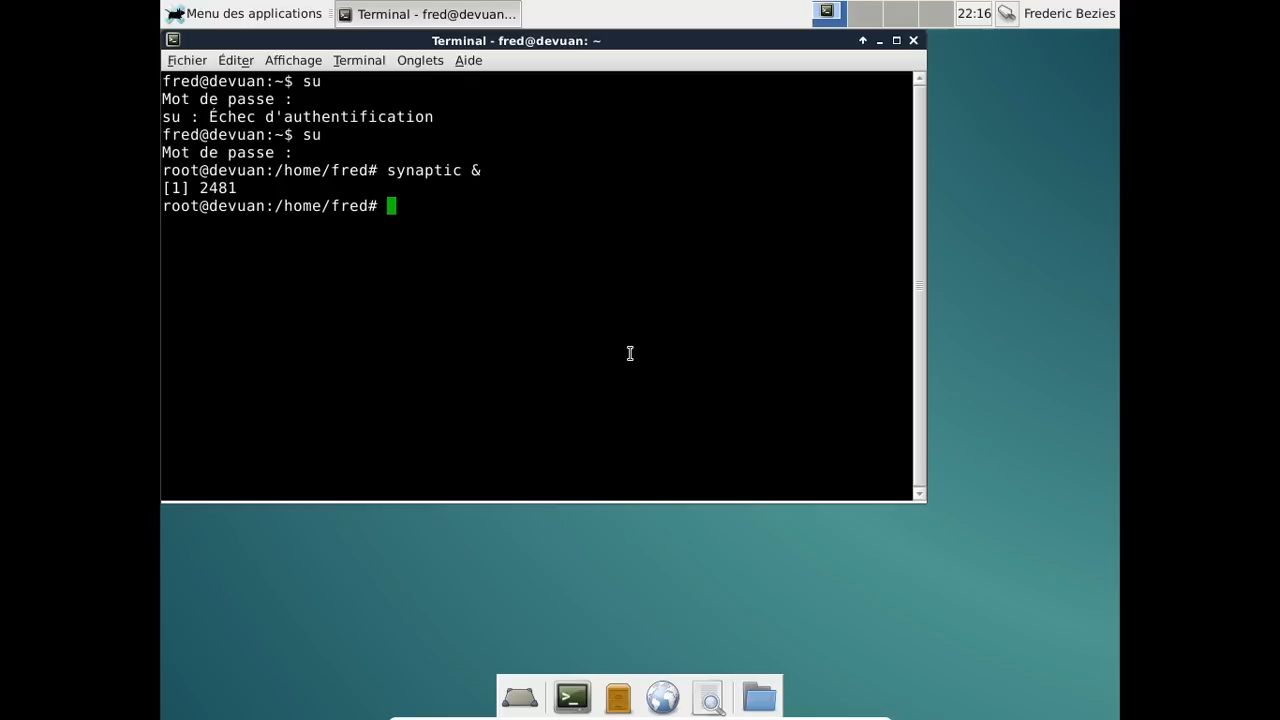 Menu des applications
Terminal - fred@devuan...
22:16
Frederic Bezies
Terminal - fred@devuan: ~
Fichier Éditer Affichage Terminal Onglets Aide
fred@devuan:~$ su
Mot de passe :
su : Échec d'authentification
fred@devuan:~$ su
Mot de passe :
root@devuan:/home/fred# synaptic &
[1] 2481
root@devuan:/home/fred#